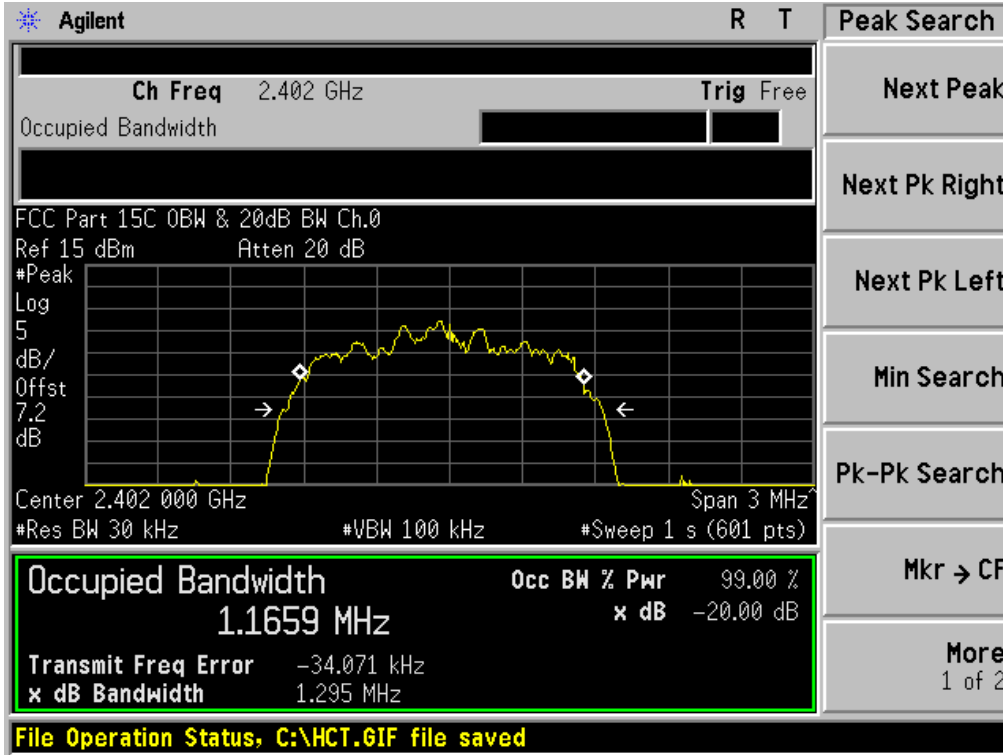 Agilent R T
Peak Search
Ch Freq 2.402 GHz Trig Free
Occupied Bandwidth
Next Peak
Next Pk Right
FCC Part 15C OBW & 20dB BW Ch.0
Ref 15 dBm Atten 20 dB
#Peak
Log
5
dB/
Offst
7.2
dB
Next Pk Left
Min Search
Pk-Pk Search
Center 2.402 000 GHz Span 3 MHz^
#Res BW 30 kHz #VBW 100 kHz #Sweep 1 s (601 pts)
Occupied Bandwidth
1.1659 MHz
Occ BW % Pwr 99.00 %
x dB -20.00 dB
Transmit Freq Error -34.071 kHz
x dB Bandwidth 1.295 MHz
Mkr → CF
More
1 of 2
File Operation Status, C:\HCT.GIF file saved